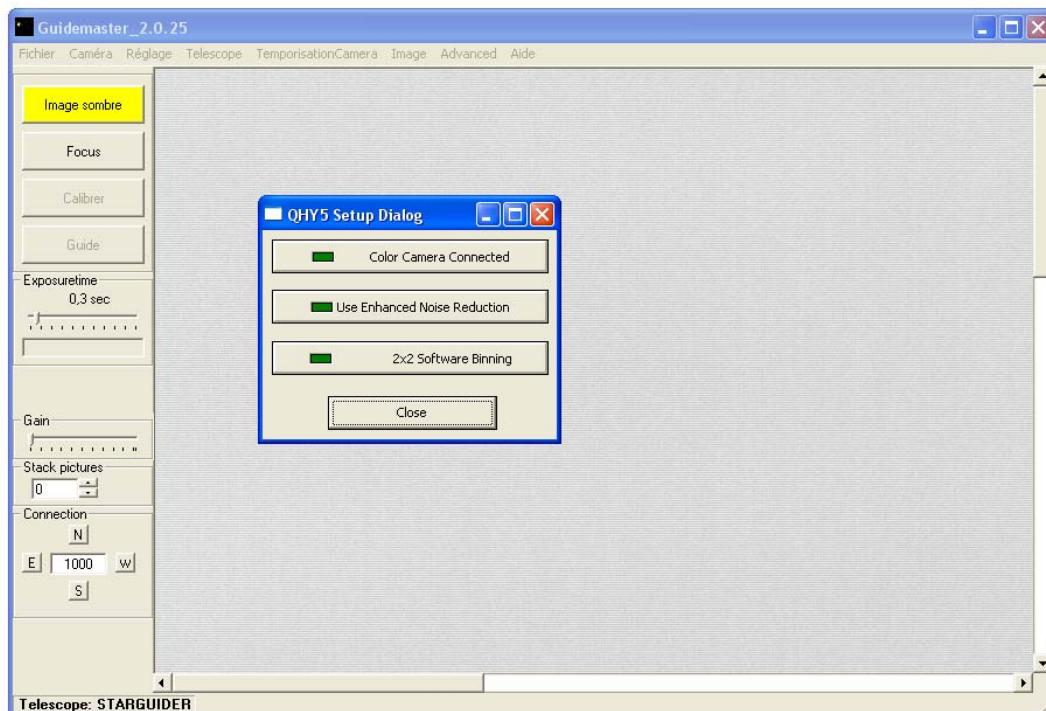 Guidemaster_2.0.25
Fichier Caméra Réglage Telescope TemporisationCamera Image Advanced Aide
Image sombre
Focus
Calibrer
Guide
Exposuretime
0,3 sec
Gain
Stack pictures
0
Connection
N
E 1000 W
S
QHY5 Setup Dialog
Color Camera Connected
Use Enhanced Noise Reduction
2x2 Software Binning
Close
Telescope: STARGUIDER